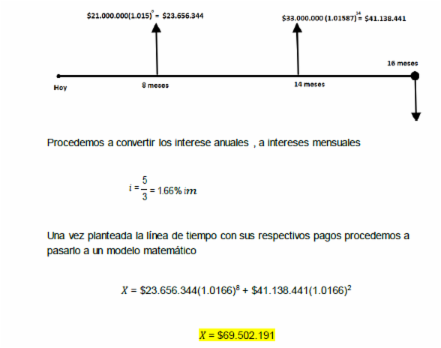 $21.000.000(1.015)⁸ = $23.656.344
$33.000.000 (1.01587)¹⁴= $41.138.441
16 meses
Hoy
8 meses
14 meses
Procedemos a convertir los interese anuales , a intereses mensuales
i = 5/3 = 1.66% im
Una vez planteada la línea de tiempo con sus respectivos pagos procedemos a
pasarlo a un modelo matemático
X = $23.656.344(1.0166)⁸ + $41.138.441(1.0166)²
X = $69.502.191